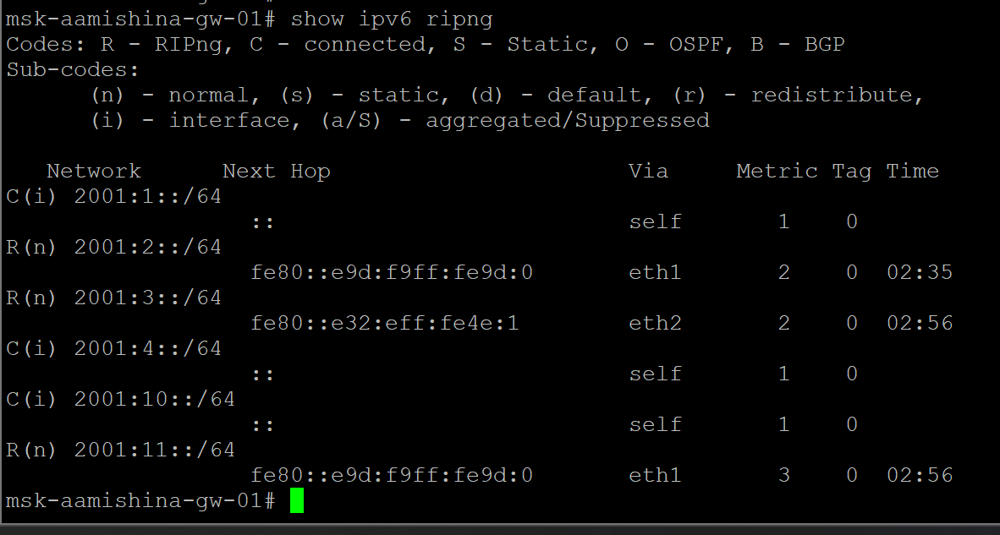 msk-aamishina-gw-01# show ipv6 ripng
Codes: R - RIPng, C - connected, S - Static, O - OSPF, B - BGP
Sub-codes:
      (n) - normal, (s) - static, (d) - default, (r) - redistribute,
      (i) - interface, (a/S) - aggregated/Suppressed

   Network      Next Hop                      Via     Metric Tag Time
C(i) 2001:1::/64
                  ::                          self       1    0
R(n) 2001:2::/64
                  fe80::e9d:f9ff:fe9d:0       eth1       2    0  02:35
R(n) 2001:3::/64
                  fe80::e32:eff:fe4e:1        eth2       2    0  02:56
C(i) 2001:4::/64
                  ::                          self       1    0
C(i) 2001:10::/64
                  ::                          self       1    0
R(n) 2001:11::/64
                  fe80::e9d:f9ff:fe9d:0       eth1       3    0  02:56
msk-aamishina-gw-01#